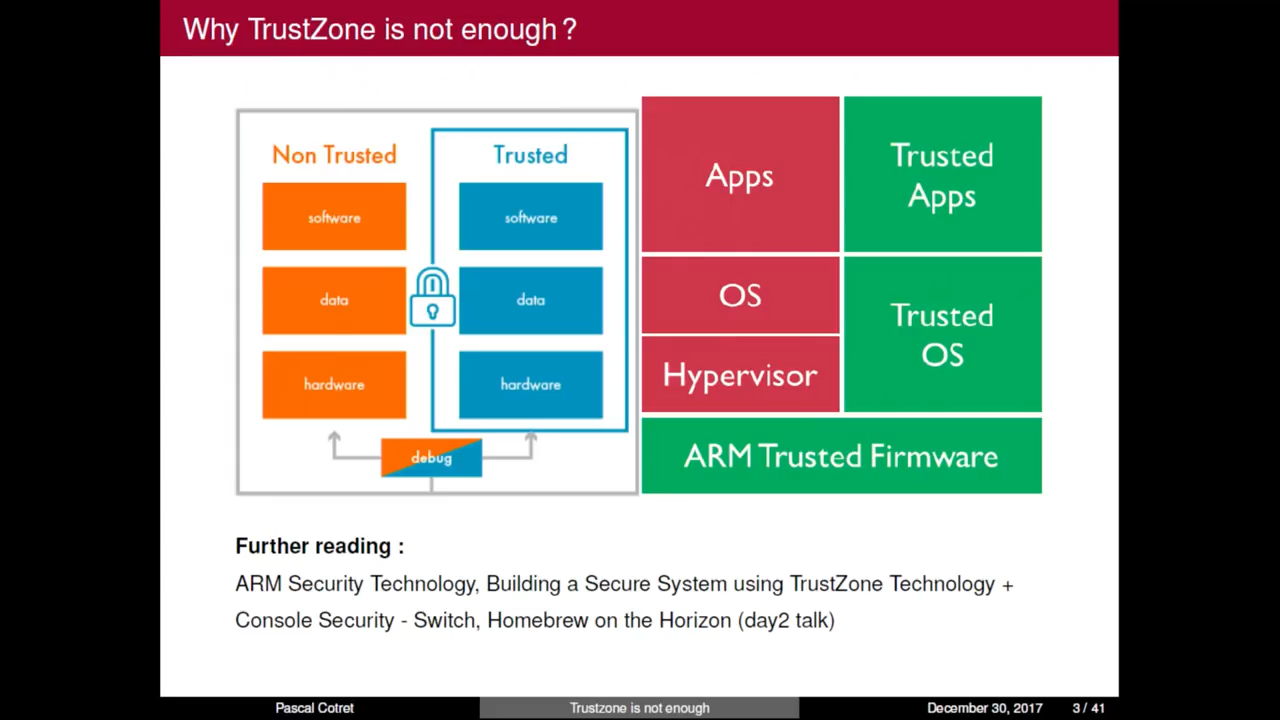 Why TrustZone is not enough ?
Non Trusted
Trusted
software
software
data
data
hardware
hardware
debug
Apps
Trusted
Apps
OS
Trusted
OS
Hypervisor
ARM Trusted Firmware
Further reading :
ARM Security Technology, Building a Secure System using TrustZone Technology +
Console Security - Switch, Homebrew on the Horizon (day2 talk)
Pascal Cotret
Trustzone is not enough
December 30, 2017
3 / 41